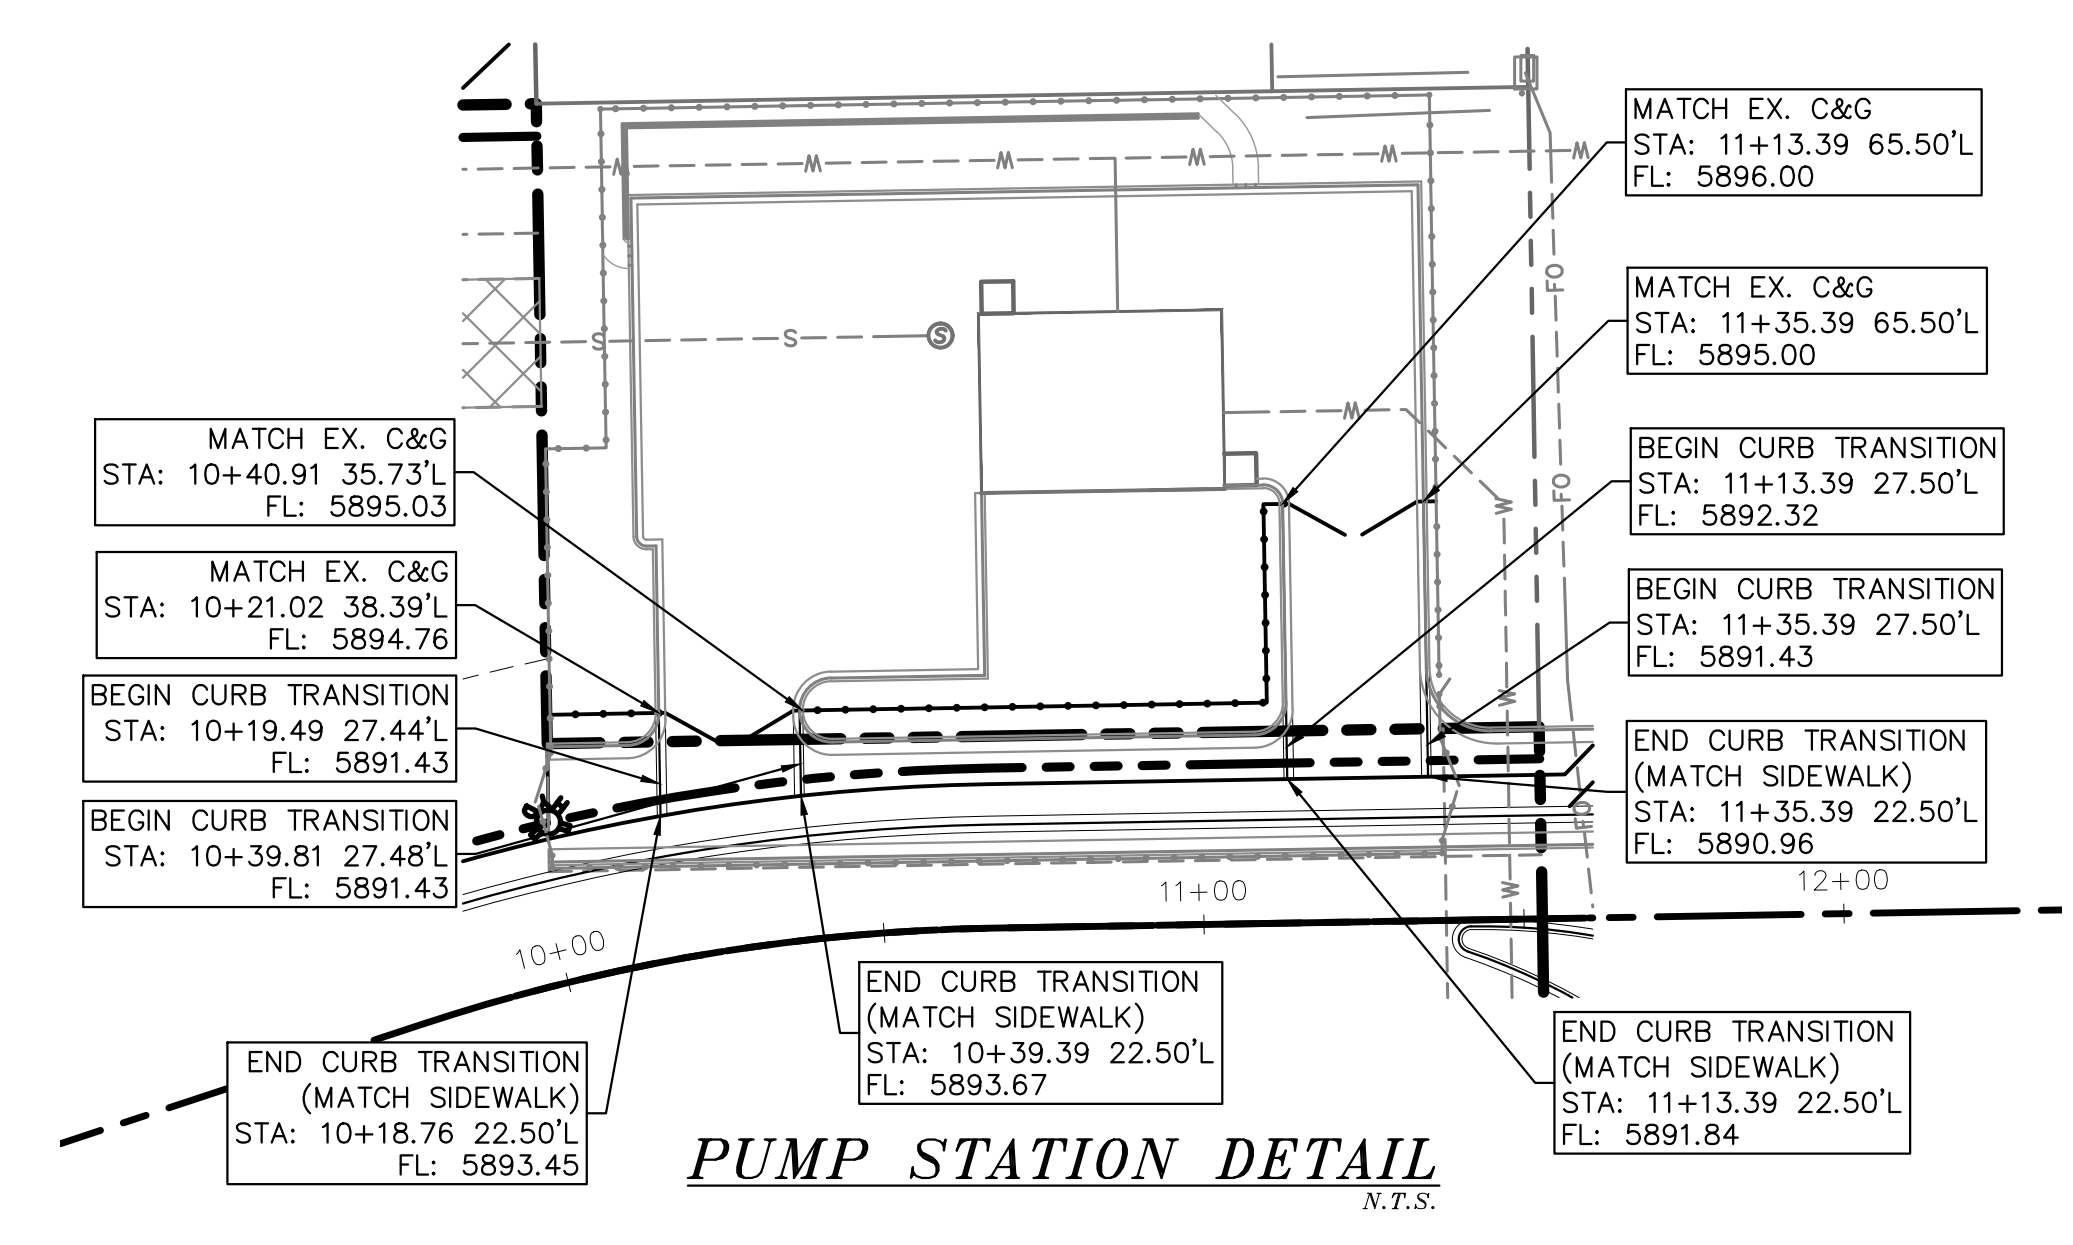 MATCH EX. C&G
STA: 11+13.39 65.50'L
FL: 5896.00
MATCH EX. C&G
STA: 11+35.39 65.50'L
FL: 5895.00
BEGIN CURB TRANSITION
STA: 11+13.39 27.50'L
FL: 5892.32
BEGIN CURB TRANSITION
STA: 11+35.39 27.50'L
FL: 5891.43
END CURB TRANSITION
(MATCH SIDEWALK)
STA: 11+35.39 22.50'L
FL: 5890.96
MATCH EX. C&G
STA: 10+40.91 35.73'L
FL: 5895.03
MATCH EX. C&G
STA: 10+21.02 38.39'L
FL: 5894.76
BEGIN CURB TRANSITION
STA: 10+19.49 27.44'L
FL: 5891.43
BEGIN CURB TRANSITION
STA: 10+39.81 27.48'L
FL: 5891.43
W
W
W
W
W
W
FO
S
S
S
W
FO
W
W
W
FO
10+00
11+00
12+00
END CURB TRANSITION
(MATCH SIDEWALK)
STA: 10+18.76 22.50'L
FL: 5893.45
END CURB TRANSITION
(MATCH SIDEWALK)
STA: 10+39.39 22.50'L
FL: 5893.67
END CURB TRANSITION
(MATCH SIDEWALK)
STA: 11+13.39 22.50'L
FL: 5891.84
PUMP STATION DETAIL
N.T.S.